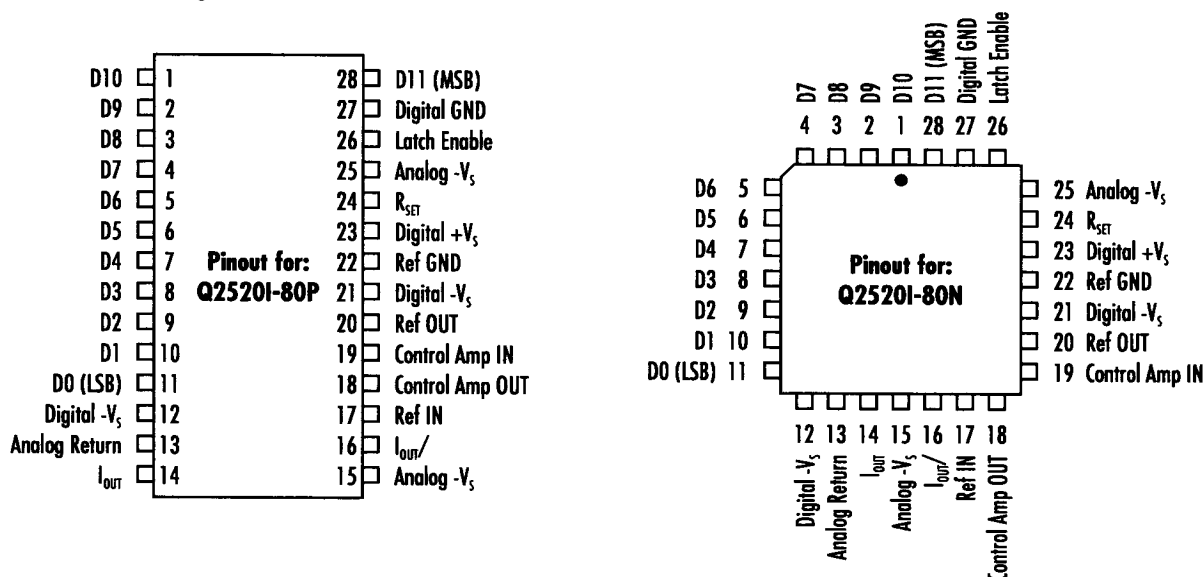 D10 1 28 D11 (MSB)
D9 2 27 Digital GND
D8 3 26 Latch Enable
D7 4 25 Analog -Vs
D6 5 24 RSET
D5 6 23 Digital +Vs
D4 7 Pinout for: 22 Ref GND
D3 8 Q2520I-80P 21 Digital -Vs
D2 9 20 Ref OUT
D1 10 19 Control Amp IN
D0 (LSB) 11 18 Control Amp OUT
Digital -Vs 12 17 Ref IN
Analog Return 13 16 IOUT/
IOUT 14 15 Analog -Vs
D7 D8 D9 D10 D11 (MSB) Digital GND Latch Enable
4 3 2 1 28 27 26
D6 5 25 Analog -Vs
D5 6 24 RSET
D4 7 23 Digital +Vs
D3 8 Pinout for: 22 Ref GND
D2 9 Q2520I-80N 21 Digital -Vs
D1 10 20 Ref OUT
D0 (LSB) 11 19 Control Amp IN
12 13 14 15 16 17 18
Digital -Vs Analog Return IOUT Analog -Vs IOUT/ Ref IN Control Amp OUT